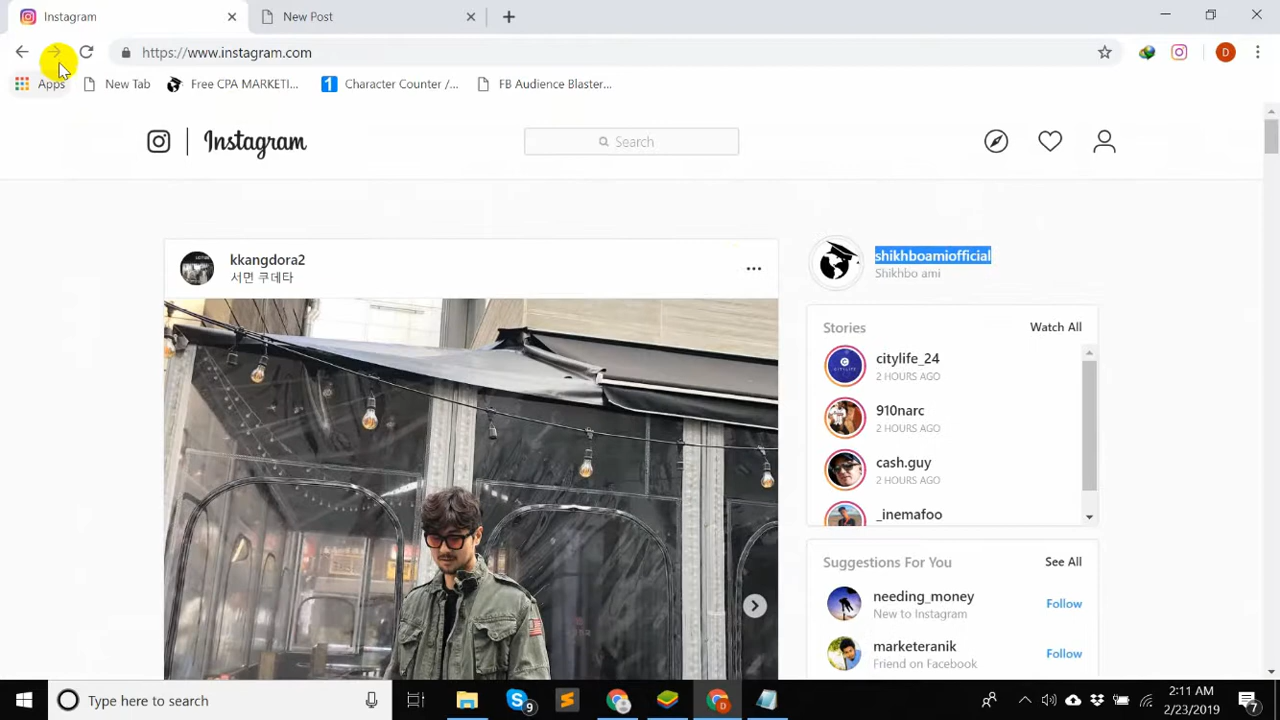 Instagram
New Post
https://www.instagram.com
D
Apps
New Tab
Free CPA MARKETI...
1
Character Counter /...
FB Audience Blaster...
Instagram
Search
kkangdora2
서면 쿠데타
shikhboamiofficial
Shikhbo ami
Stories
Watch All
citylife_24
2 HOURS AGO
910narc
2 HOURS AGO
cash.guy
2 HOURS AGO
_inemafoo
Suggestions For You
See All
needing_money
New to Instagram
Follow
marketeranik
Friend on Facebook
Follow
Type here to search
9
D
2:11 AM
2/23/2019
7